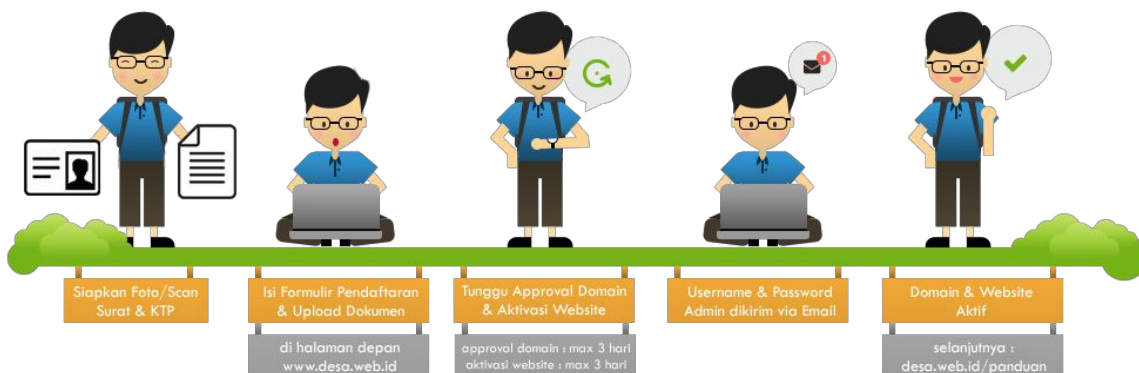 1
Siapkan Foto/Scan
Surat & KTP
Isi Formulir Pendaftaran
& Upload Dokumen
di halaman depan
www.desa.web.id
Tunggu Approval Domain
& Aktivasi Website
approval domain : max 3 hari
aktivasi website : max 3 hari
Username & Password
Admin dikirim via Email
Domain & Website
Aktif
selanjutnya :
desa.web.id/panduan